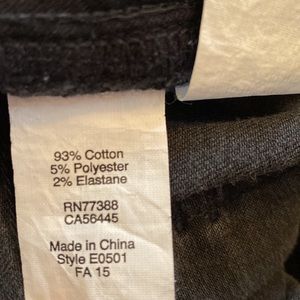 93% Cotton
5% Polyester
2% Elastane
RN77388
CA56445
Made in China
Style E0501
FA 15